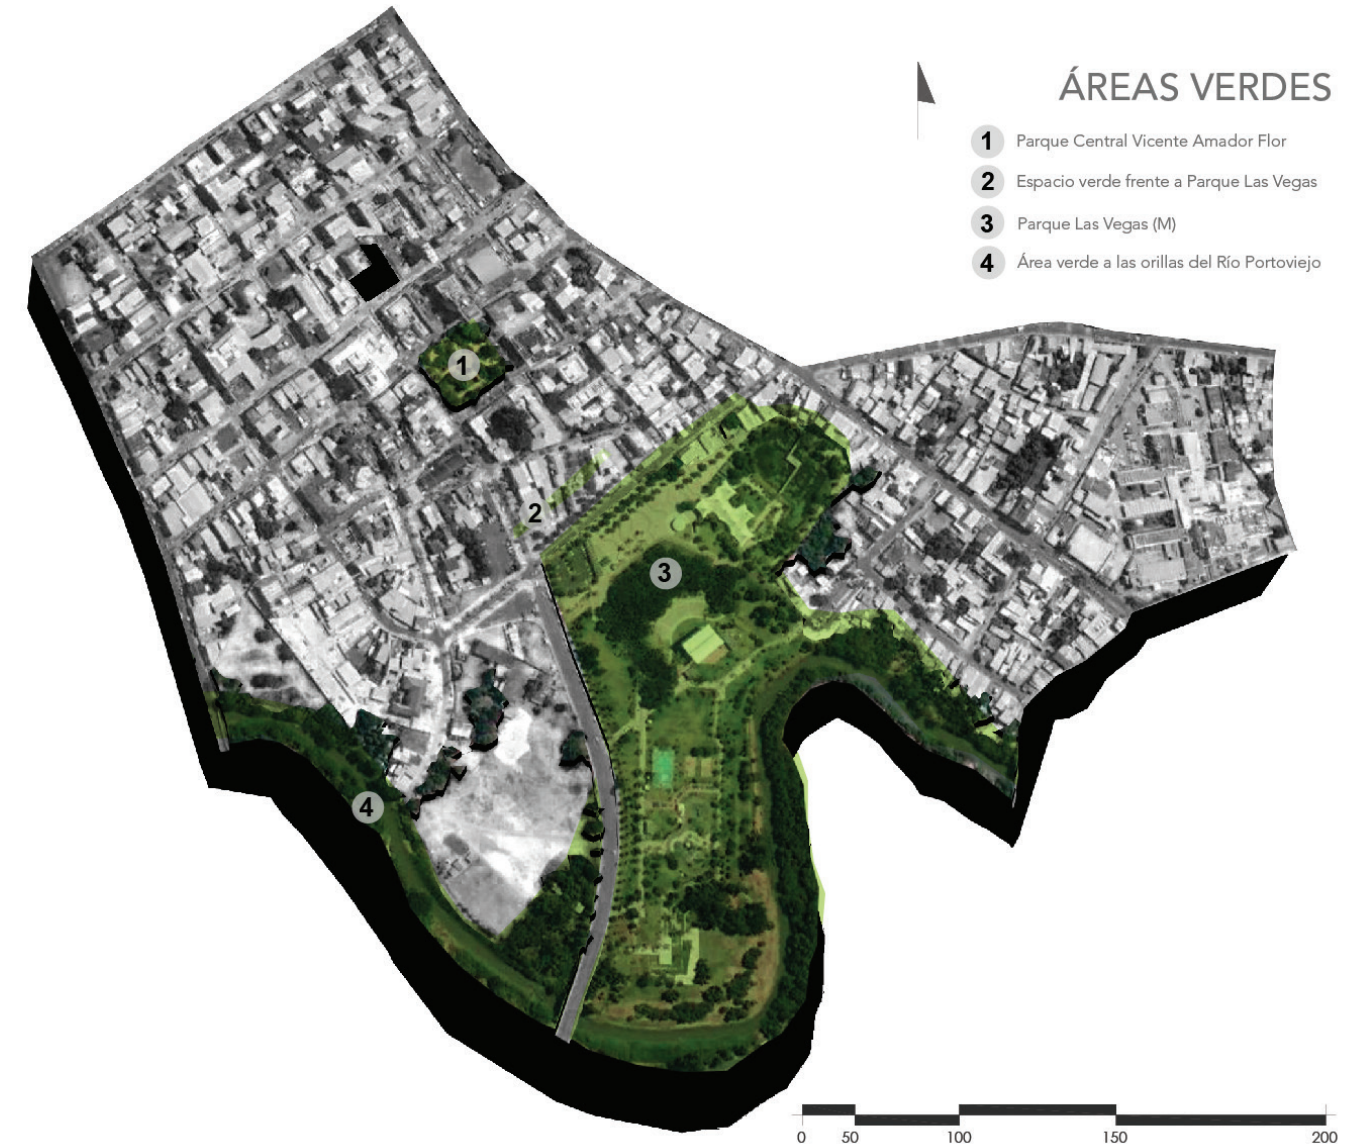 ÁREAS VERDES
1 Parque Central Vicente Amador Flor
2 Espacio verde frente a Parque Las Vegas
3 Parque Las Vegas (M)
4 Área verde a las orillas del Río Portoviejo
1
2
3
4
0 50 100 150 200